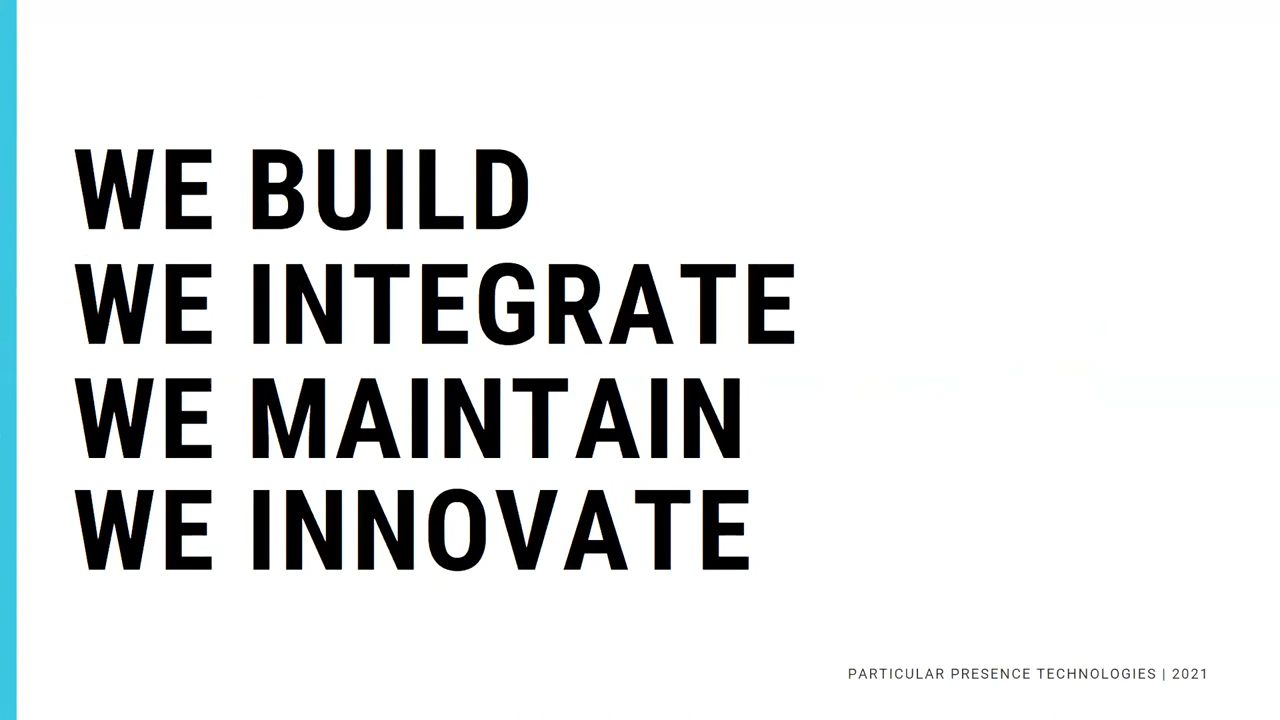 WE BUILD
WE INTEGRATE
WE MAINTAIN
WE INNOVATE
PARTICULAR PRESENCE TECHNOLOGIES | 2021